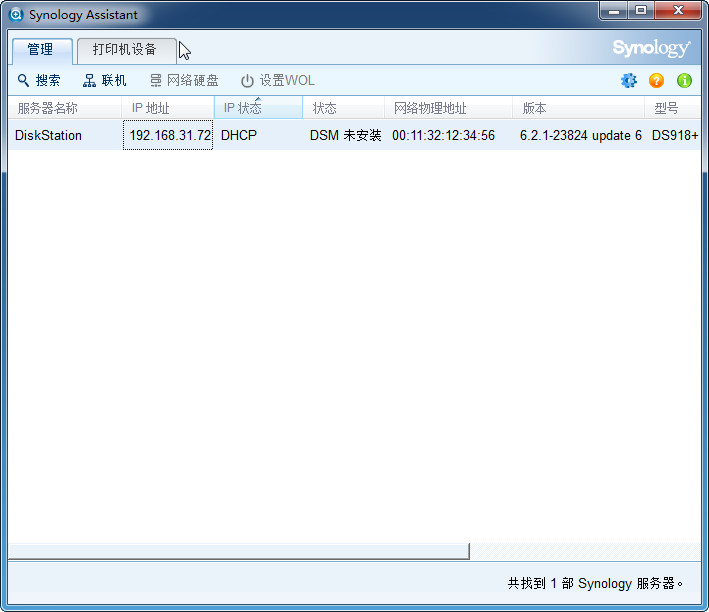 Synology Assistant
管理 打印机设备 Synology
搜索 联机 网络硬盘 设置WOL
服务器名称 IP 地址 IP 状态 状态 网络物理地址 版本 型号
DiskStation 192.168.31.72 DHCP DSM 未安装 00:11:32:12:34:56 6.2.1-23824 update 6 DS918+
共找到 1 部 Synology 服务器。